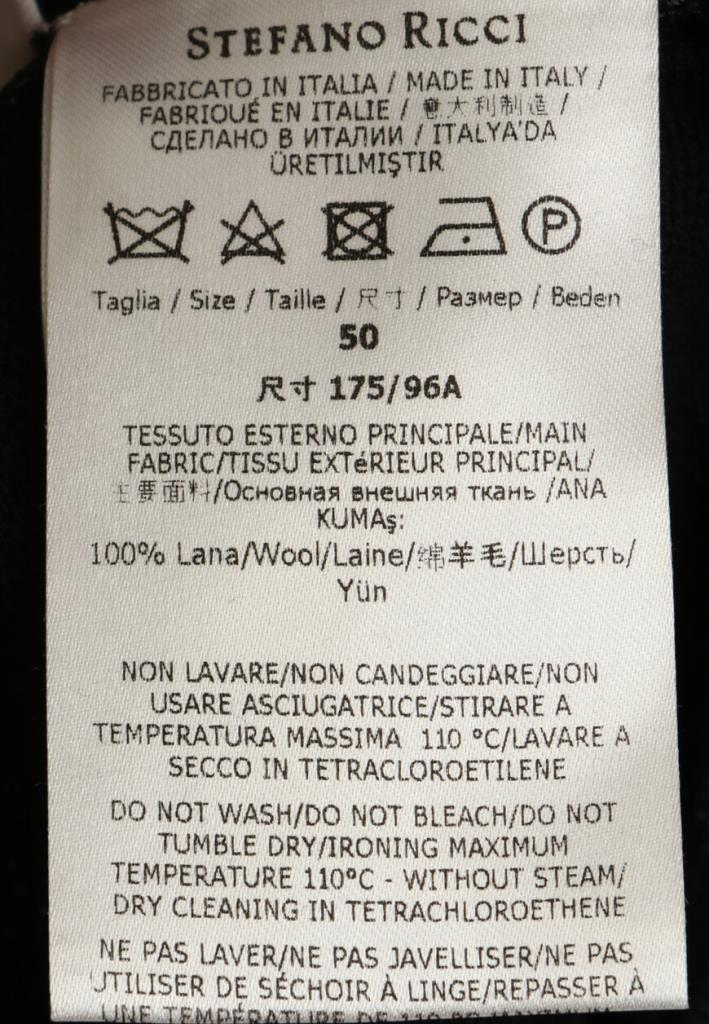 STEFANO RICCI
FABBRICATO IN ITALIA / MADE IN ITALY /
FABRIQUÉ EN ITALIE / 意大利制造 /
СДЕЛАНО В ИТАЛИИ / ITALYA'DA
ÜRETILMIŞTIR
P
Taglia / Size / Taille / 尺寸 / Размер / Beden
50
尺寸 175/96A
TESSUTO ESTERNO PRINCIPALE/MAIN
FABRIC/TISSU EXTéRIEUR PRINCIPAL/
主要面料/Основная внешняя ткань /ANA
KUMAş:
100% Lana/Wool/Laine/绵羊毛/Шерсть/
Yün
NON LAVARE/NON CANDEGGIARE/NON
USARE ASCIUGATRICE/STIRARE A
TEMPERATURA MASSIMA 110 °C/LAVARE A
SECCO IN TETRACLOROETILENE
DO NOT WASH/DO NOT BLEACH/DO NOT
TUMBLE DRY/IRONING MAXIMUM
TEMPERATURE 110°C - WITHOUT STEAM/
DRY CLEANING IN TETRACHLOROETHENE
NE PAS LAVER/NE PAS JAVELLISER/NE PAS
UTILISER DE SÉCHOIR À LINGE/REPASSER À
UNE TEMPÉRATURE DE 110